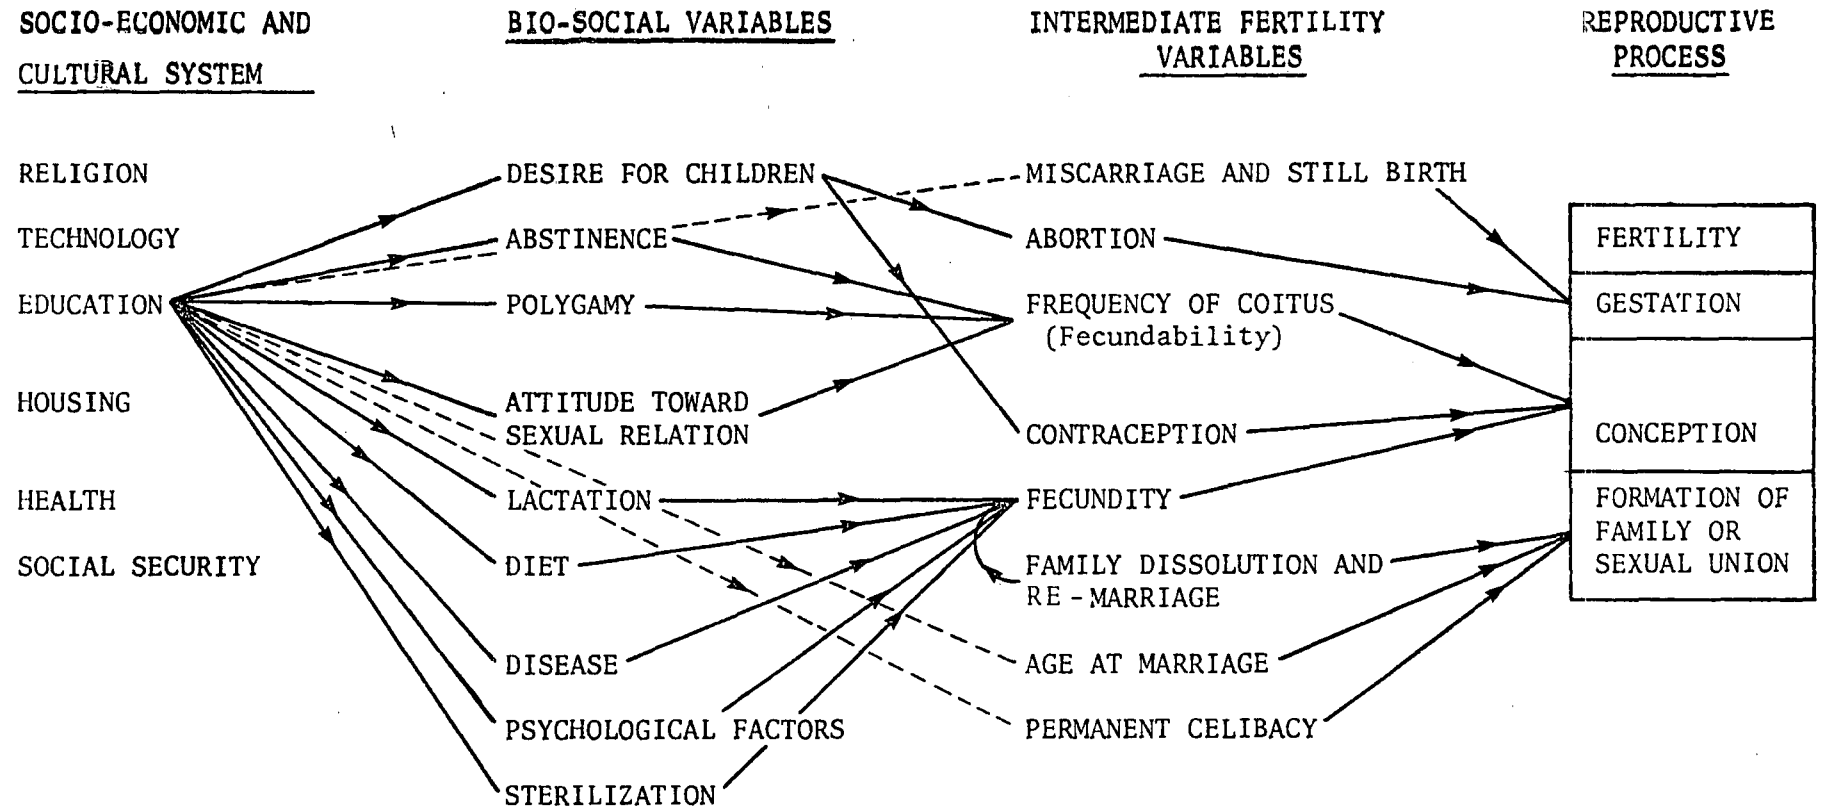 SOCIO-ECONOMIC AND
CULTURAL SYSTEM
BIO-SOCIAL VARIABLES
INTERMEDIATE FERTILITY
VARIABLES
REPRODUCTIVE
PROCESS
RELIGION
TECHNOLOGY
EDUCATION
HOUSING
HEALTH
SOCIAL SECURITY
DESIRE FOR CHILDREN
ABSTINENCE
POLYGAMY
ATTITUDE TOWARD
SEXUAL RELATION
LACTATION
DIET
DISEASE
PSYCHOLOGICAL FACTORS
STERILIZATION
MISCARRIAGE AND STILL BIRTH
ABORTION
FREQUENCY OF COITUS
(Fecundability)
CONTRACEPTION
FECUNDITY
FAMILY DISSOLUTION AND
RE-MARRIAGE
AGE AT MARRIAGE
PERMANENT CELIBACY
FERTILITY
GESTATION
CONCEPTION
FORMATION OF
FAMILY OR
SEXUAL UNION